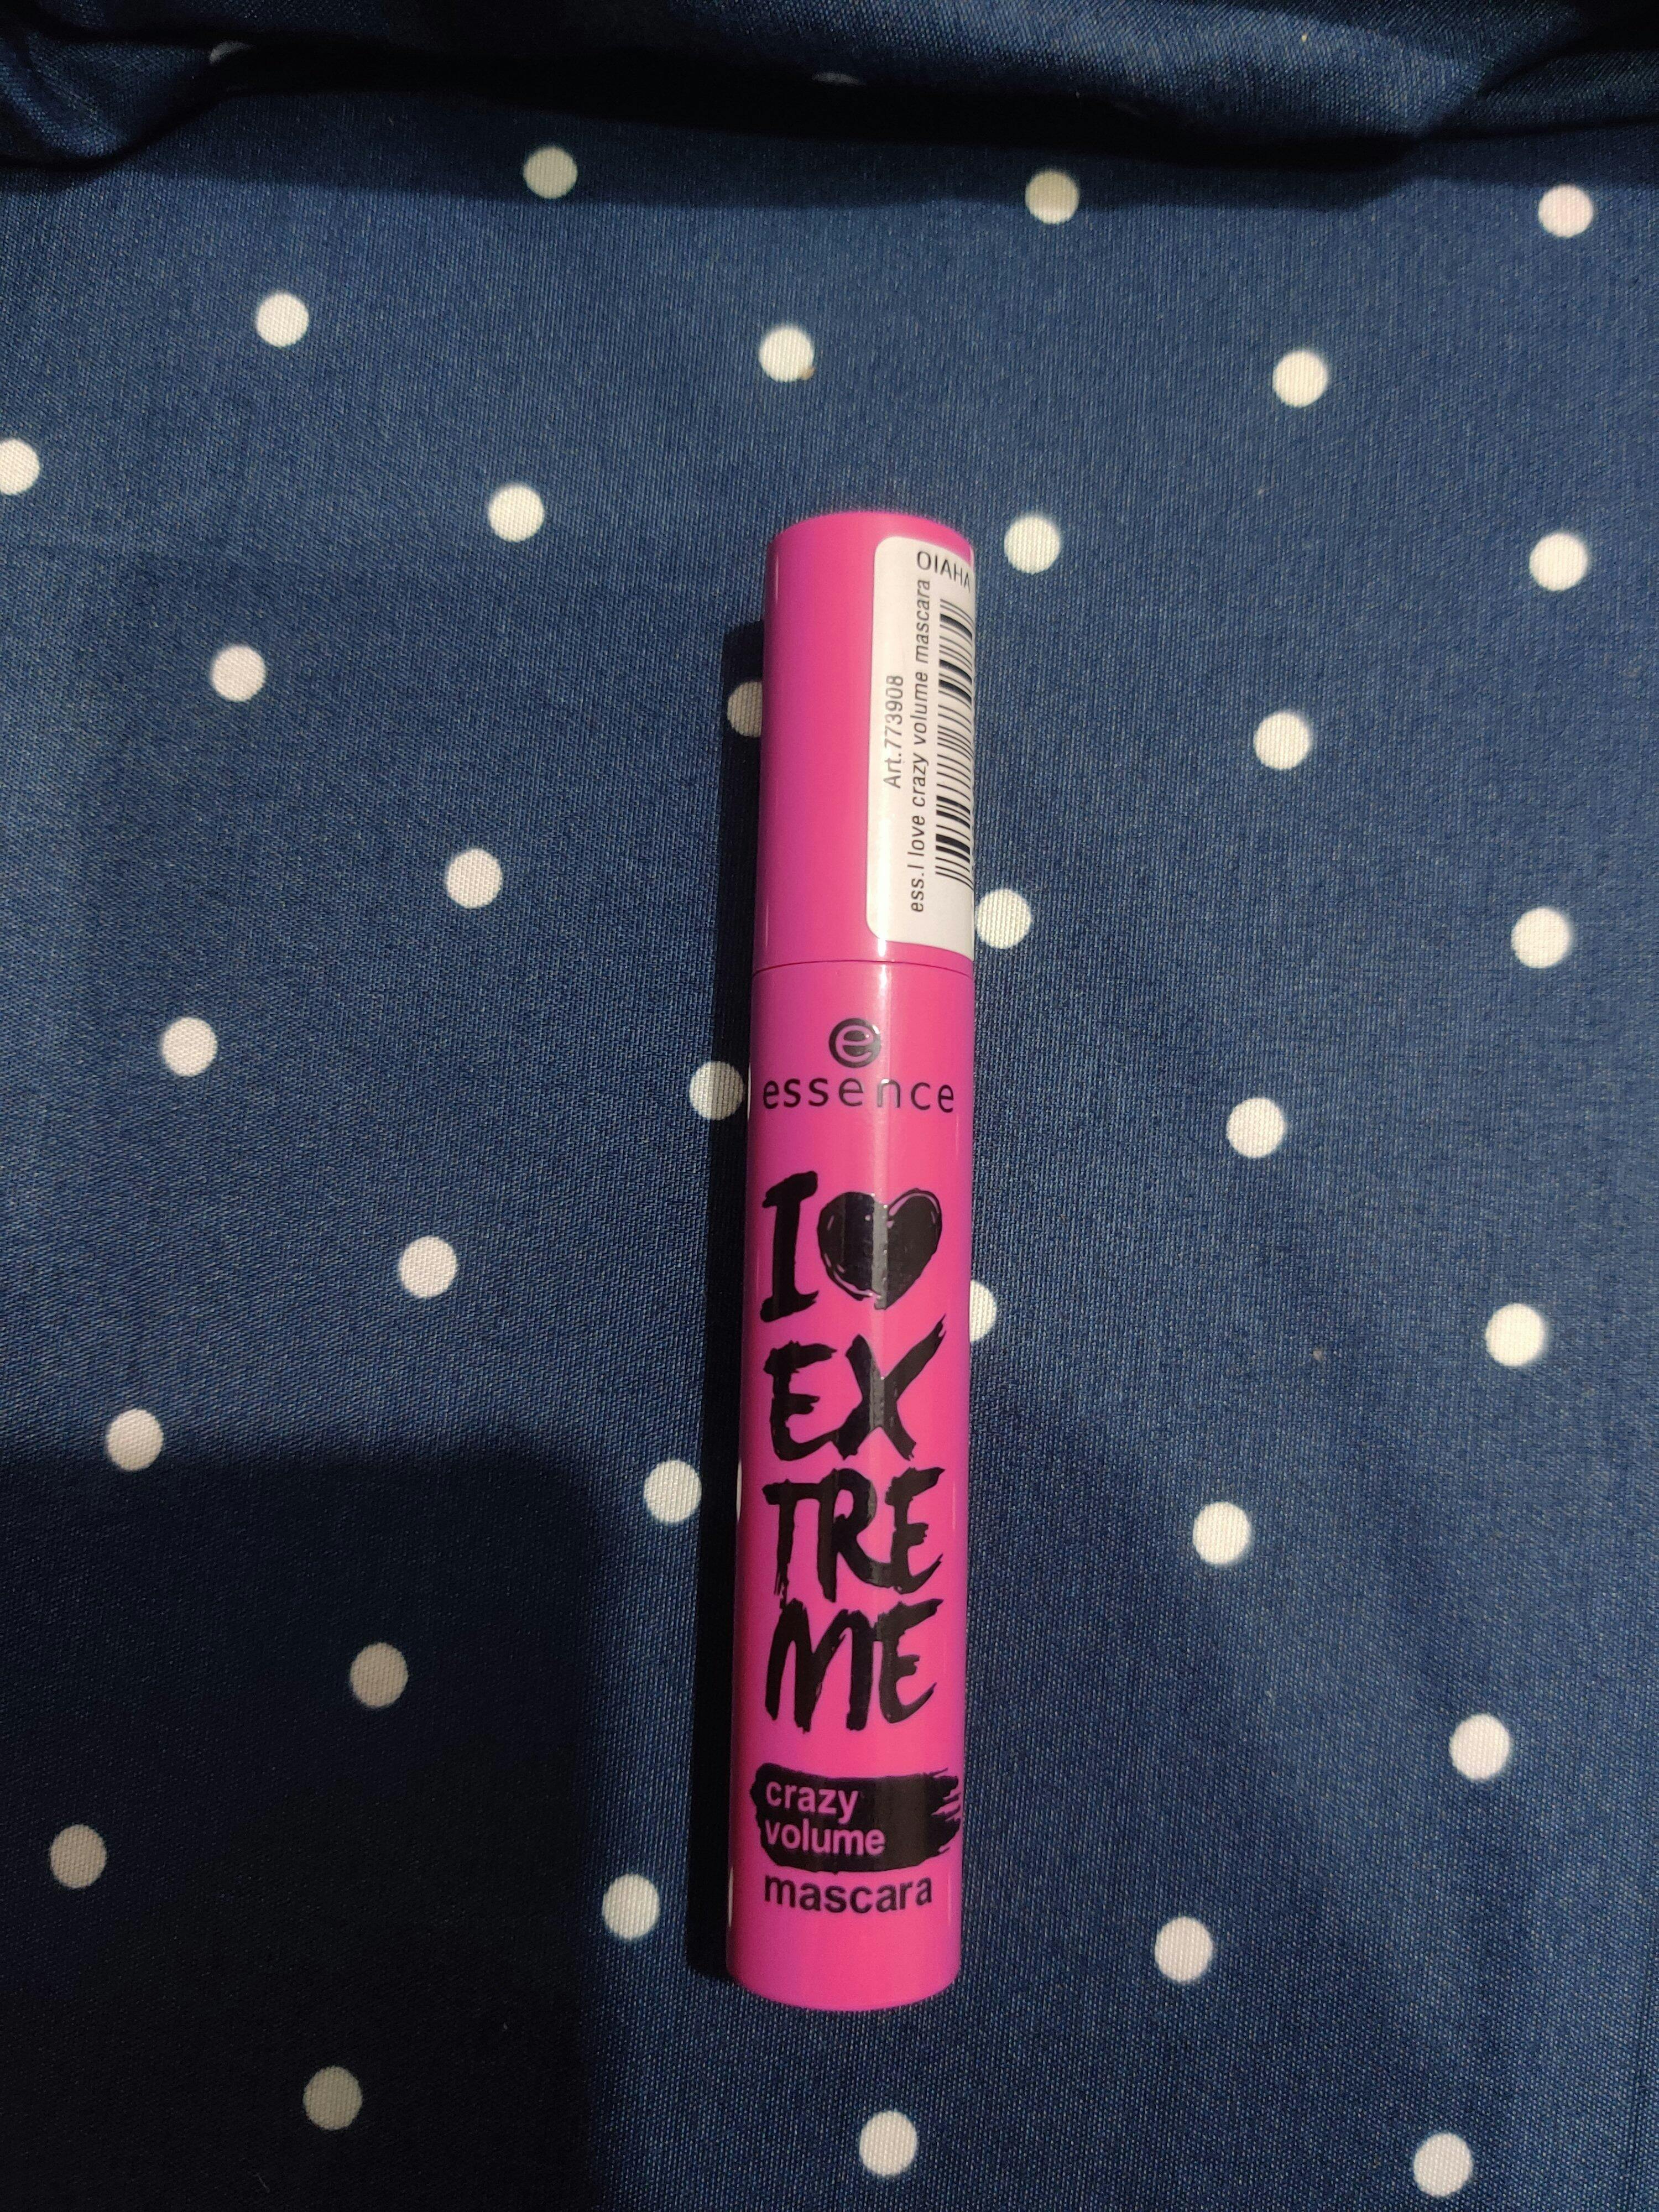 OIAHA
Art.773908
ess.I love crazy volume mascara
e
essence
I
EX
TRE
ME
crazy
volume
mascara